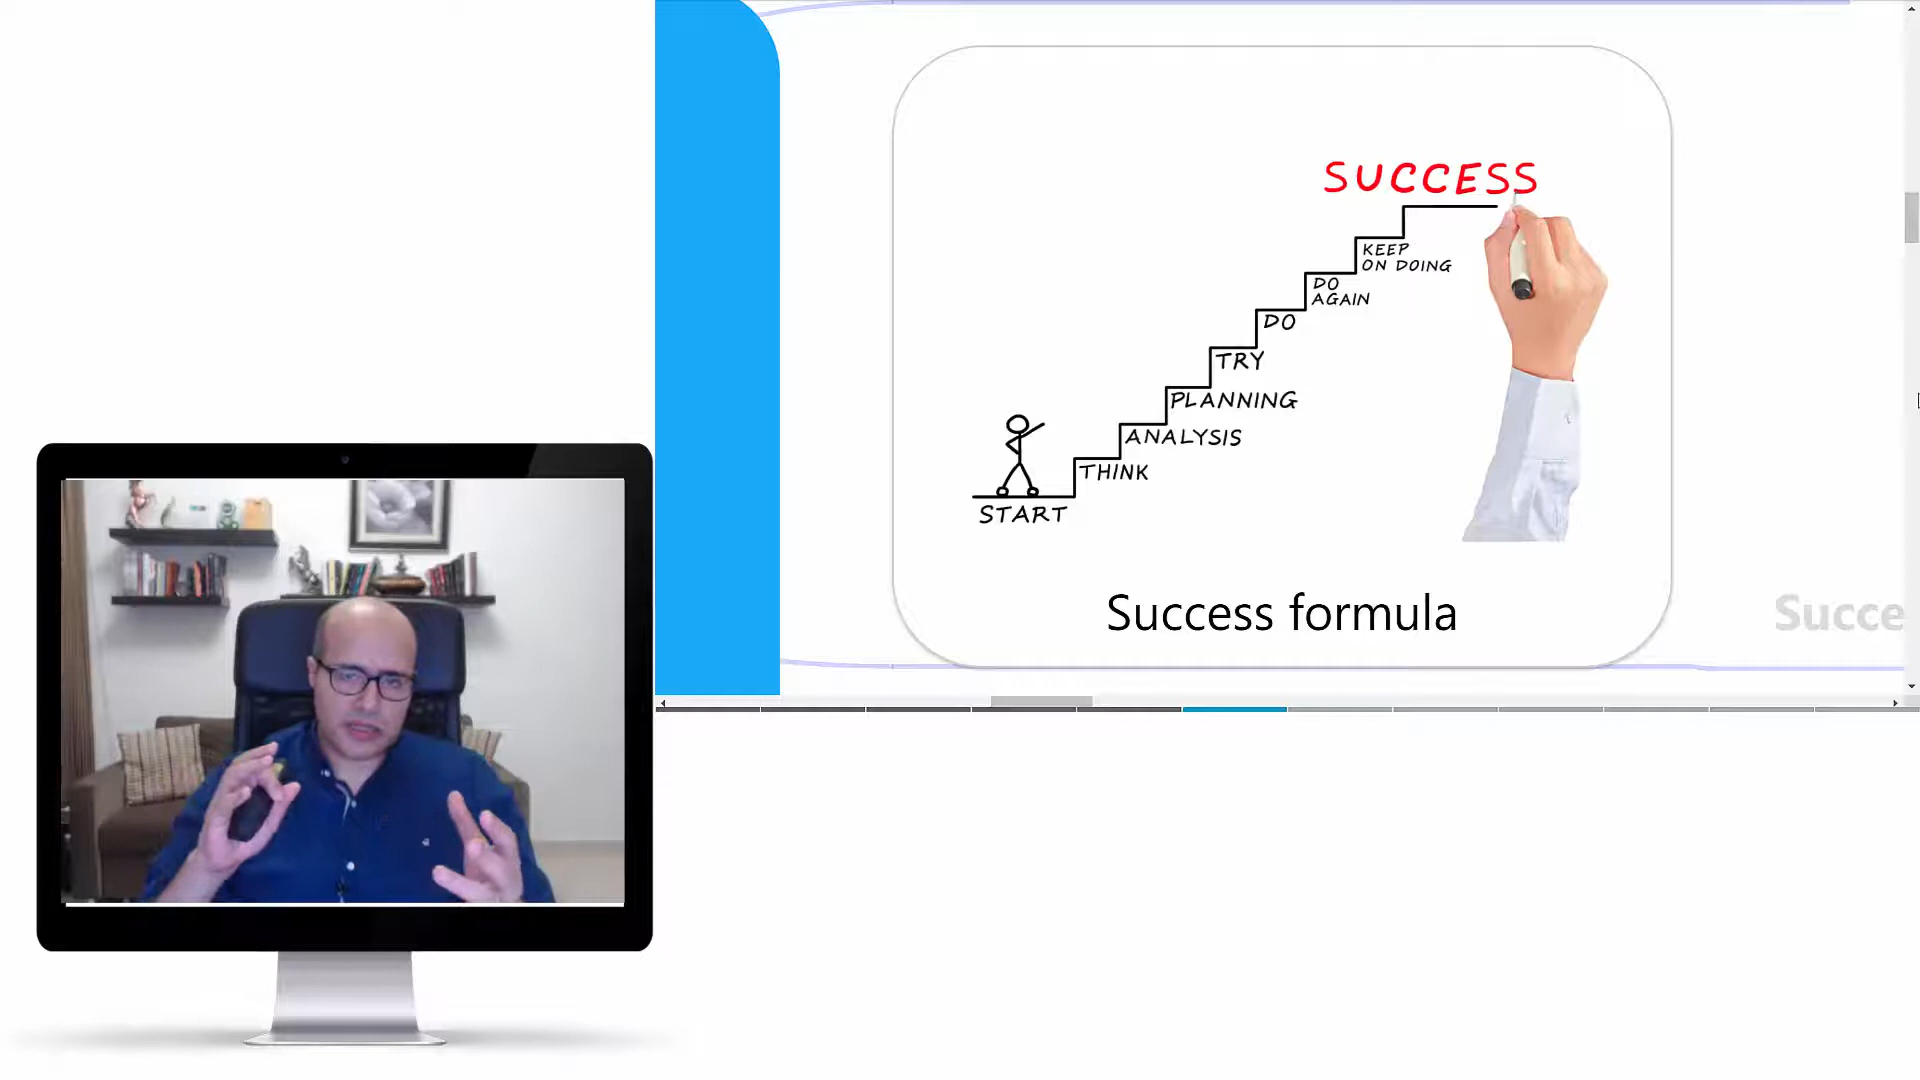 SUCCESS
KEEP
ON DOING
DO
AGAIN
DO
TRY
PLANNING
ANALYSIS
THINK
START
Success formula
Succe